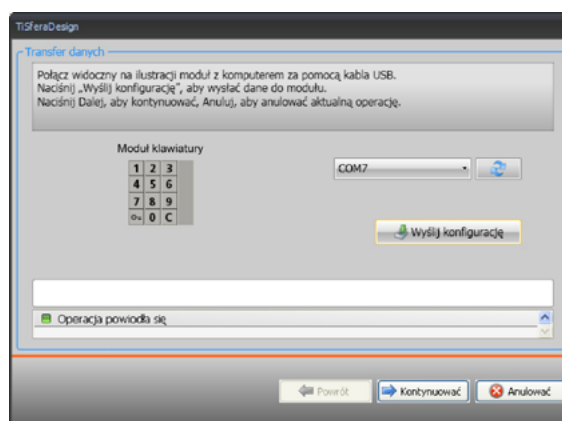 TiSferaDesign
Transfer danych
Połącz widoczny na ilustracji moduł z komputerem za pomocą kabla USB.
Naciśnij „Wyślij konfigurację”, aby wysłać dane do modułu.
Naciśnij Dalej, aby kontynuować, Anuluj, aby anulować aktualną operację.
Moduł klawiatury
1 2 3
4 5 6
7 8 9
0 C
COM7
Wyślij konfigurację
Operacja powiodła się
Powrót
Kontynuować
Anulować